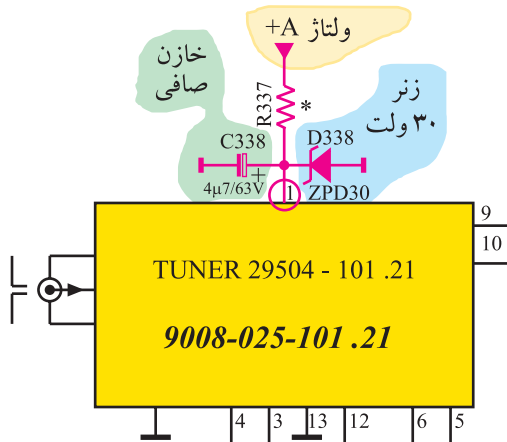 ولتاژ +A
خازن
صافی
زنر
۳۰ ولت
R337
*
C338
D338
+
4µ7/63V
1
ZPD30
9
10
TUNER 29504 - 101 .21
9008-025-101 .21
4
3
13
12
6
5